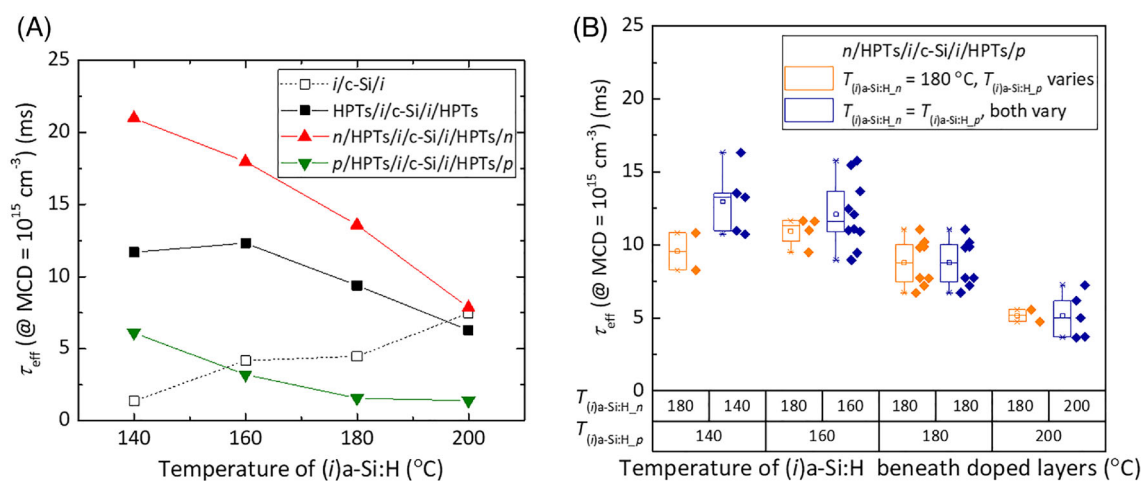 (A)
25
20
15
10
5
0
τeff (@ MCD = 10¹⁵ cm⁻³) (ms)
i/c-Si/i
HPTs/i/c-Si/i/HPTs
n/HPTs/i/c-Si/i/HPTs/n
p/HPTs/i/c-Si/i/HPTs/p
140 160 180 200
Temperature of (i)a-Si:H (°C)
(B)
25
20
15
10
5
0
τeff (@ MCD = 10¹⁵ cm⁻³) (ms)
n/HPTs/i/c-Si/i/HPTs/p
T(i)a-Si:H_n = 180 °C, T(i)a-Si:H_p varies
T(i)a-Si:H_n = T(i)a-Si:H_p, both vary
T(i)a-Si:H_n 180 140 180 160 180 180 180 200
T(i)a-Si:H_p 140 160 180 200
Temperature of (i)a-Si:H beneath doped layers (°C)